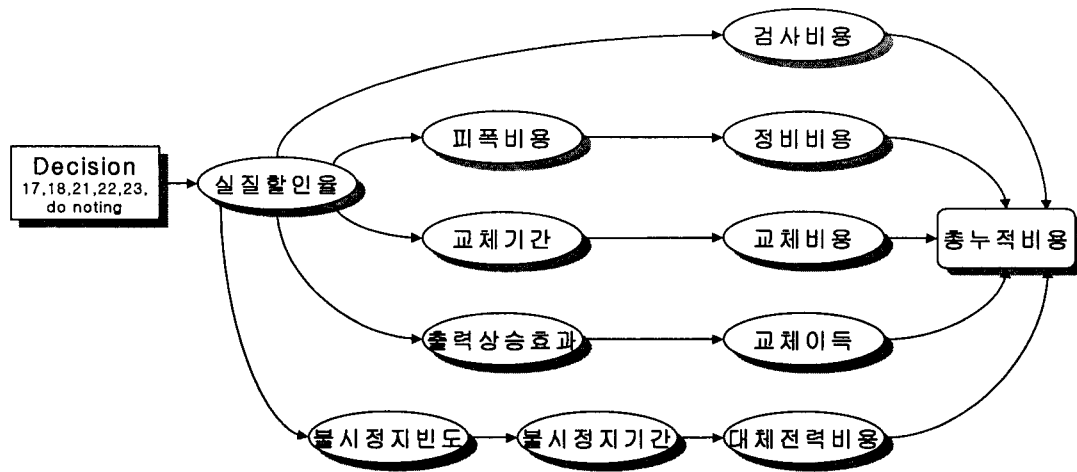 검사비용
피폭비용
정비비용
Decision
17,18,21,22,23,
do noting
실질할인율
교체기간
교체비용
총누적비용
출력상승효과
교체이득
불시정지빈도
불시정지기간
대체전력비용